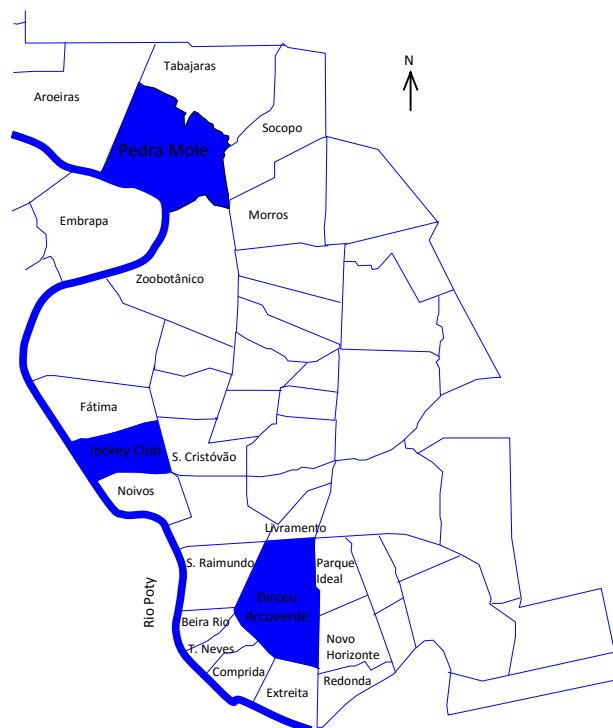 Tabajaras
N
Aroeiras
Socopo
Pedra Mole
Embrapa
Morros
Zoobotânico
Fátima
Jockey Club
S. Cristóvão
Noivos
Livramento
S. Raimundo
Parque
Ideal
Rio Poty
Dirceu
Arcoverde
Beira Rio
Novo
Horizonte
T. Neves
Comprida
Redonda
Extreita